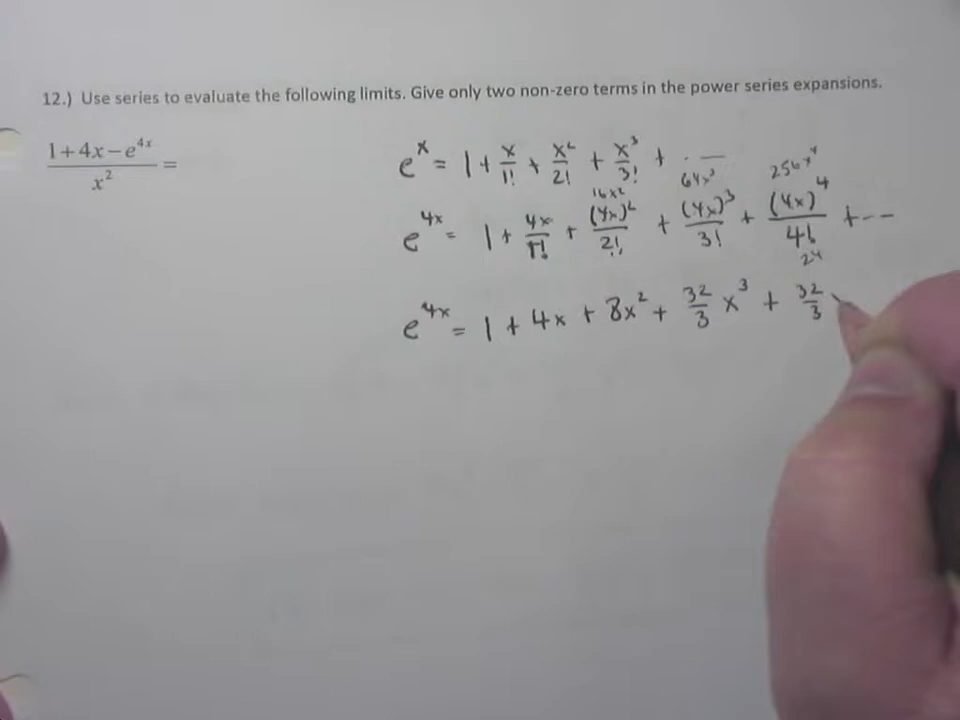 12.) Use series to evaluate the following limits. Give only two non-zero terms in the power series expansions.
(1+4x−e^{4x})/x² =
e^x = 1 + x/1! + x²/2! + x³/3! + . —
16x² 64x³ 256x⁴
e^{4x} = 1 + 4x/1! + (4x)²/2! + (4x)³/3! + (4x)⁴/4! + --
24
e^{4x} = 1 + 4x + 8x² + 32/3 x³ + 32/3